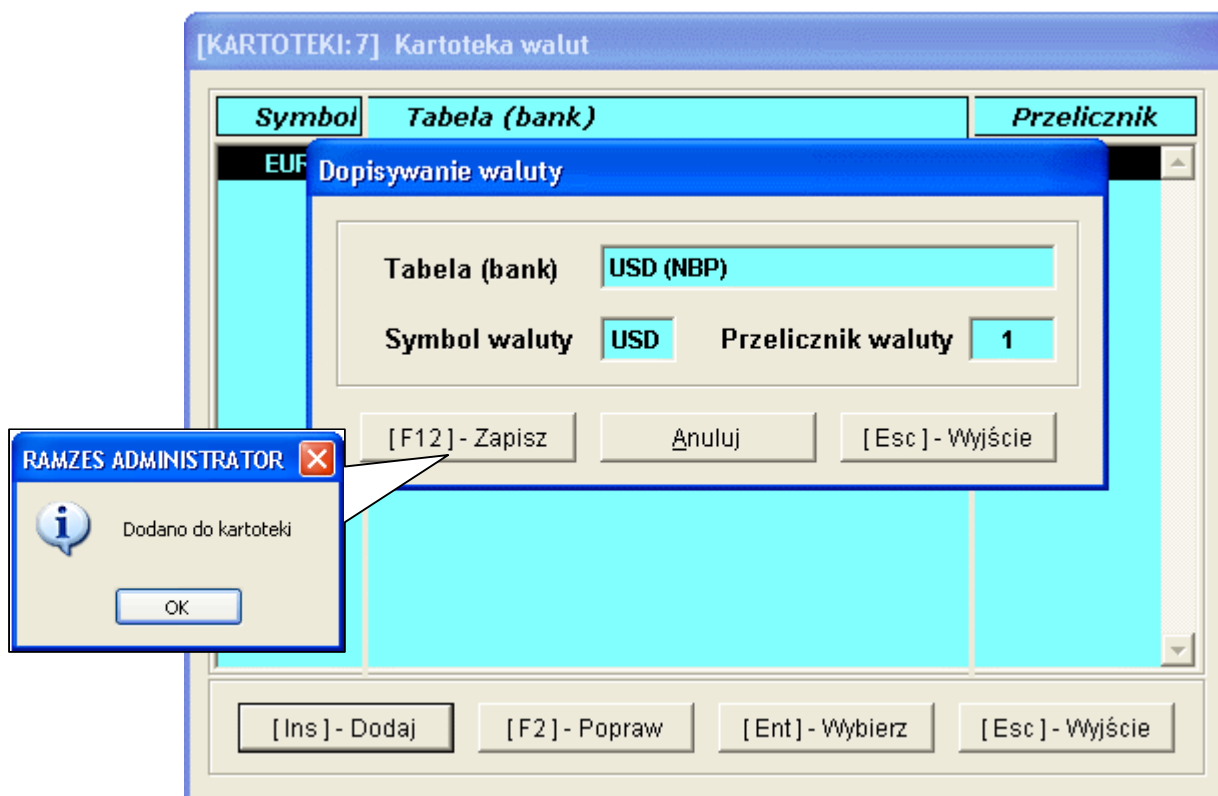 [KARTOTEKI:7] Kartoteka walut
Symbol Tabela (bank) Przelicznik
EUR
Dopisywanie waluty
Tabela (bank) USD (NBP)
Symbol waluty USD Przelicznik waluty 1
[F12] - Zapisz Anuluj [Esc] - Wyjście
RAMZES ADMINISTRATOR
Dodano do kartoteki
OK
[Ins] - Dodaj [F2] - Popraw [Ent] - Wybierz [Esc] - Wyjście